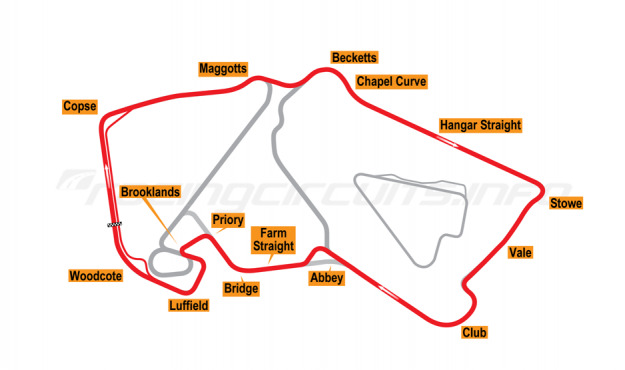 Becketts
Maggotts
Chapel Curve
Copse
Hangar Straight
racingcircuits.info
Brooklands
Stowe
Priory
Farm
Straight
Vale
Woodcote
Abbey
Bridge
Luffield
Club